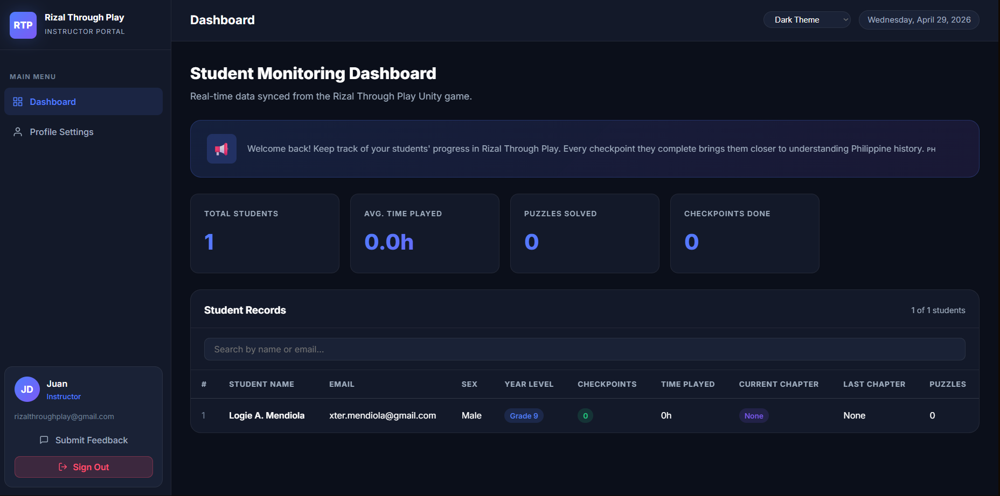 RTP
Rizal Through Play
INSTRUCTOR PORTAL
MAIN MENU
Dashboard
Profile Settings
JD
Juan
Instructor
rizalthroughplay@gmail.com
Submit Feedback
Sign Out
Dashboard
Dark Theme
Wednesday, April 29, 2026
Student Monitoring Dashboard
Real-time data synced from the Rizal Through Play Unity game.
Welcome back! Keep track of your students' progress in Rizal Through Play. Every checkpoint they complete brings them closer to understanding Philippine history. PH
TOTAL STUDENTS
1
AVG. TIME PLAYED
0.0h
PUZZLES SOLVED
0
CHECKPOINTS DONE
0
Student Records
1 of 1 students
Search by name or email...
# STUDENT NAME EMAIL SEX YEAR LEVEL CHECKPOINTS TIME PLAYED CURRENT CHAPTER LAST CHAPTER PUZZLES
1 Logie A. Mendiola xter.mendiola@gmail.com Male Grade 9 0 0h None None 0